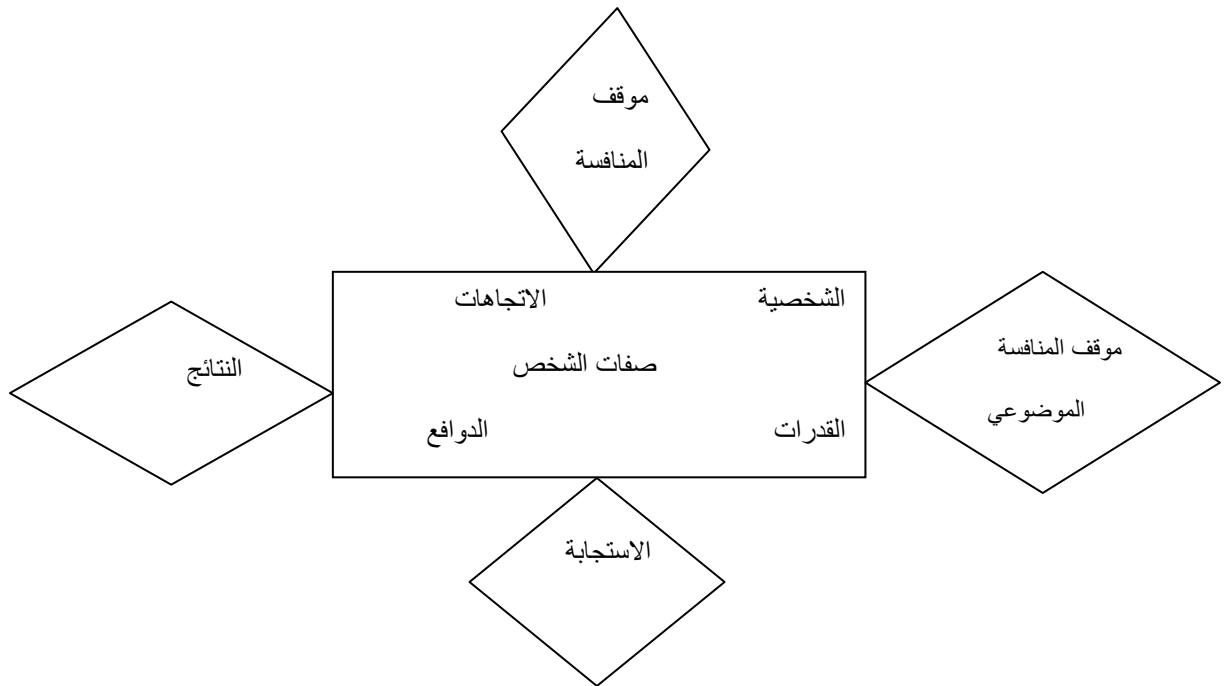 موقف
المنافسة
الشخصية
الاتجاهات
صفات الشخص
القدرات
الدوافع
موقف المنافسة
الموضوعي
النتائج
الاستجابة